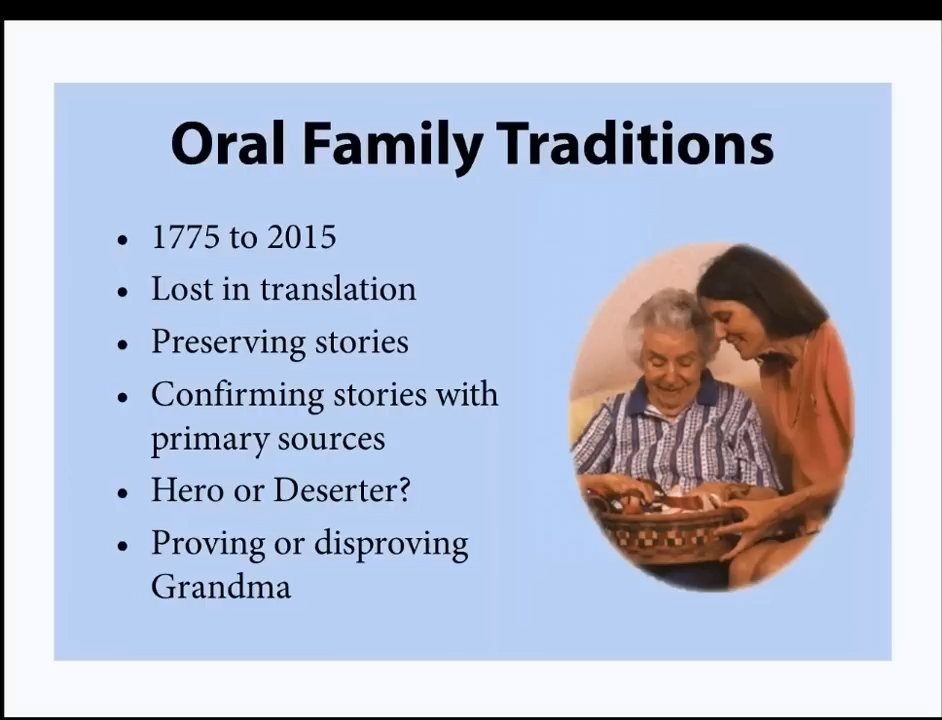 Oral Family Traditions
• 1775 to 2015
• Lost in translation
• Preserving stories
• Confirming stories with
primary sources
• Hero or Deserter?
• Proving or disproving
Grandma